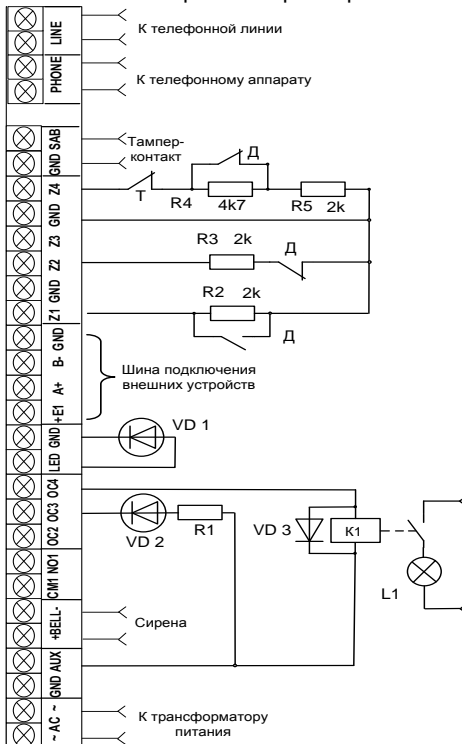 LINE
К телефонной линии
PHONE
К телефонному аппарату
GND SAB
Тампер-
контакт
Z4
Т
Д
R4 4k7
R5 2k
GND
Z3
R3 2k
Д
Z2
R2 2k
Z1 GND
Д
B- GND
Шина подключения
внешних устройств
+E1 A+
LED GND
VD 1
OC2 OC3 OC4
VD 2
R1
VD 3
К1
L1
CM1 NO1
+BELL-
Сирена
GND AUX
~ AC ~
К трансформатору
питания